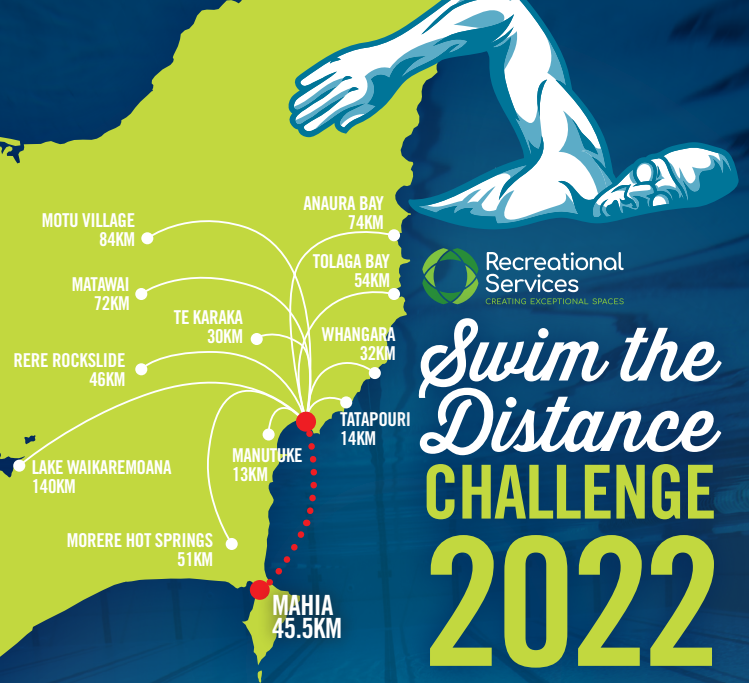 MOTU VILLAGE
84KM
MATAWAI
72KM
TE KARAKA
30KM
RERE ROCKSLIDE
46KM
LAKE WAIKAREMOANA
140KM
MORERE HOT SPRINGS
51KM
MANUTUKE
13KM
ANAURA BAY
74KM
TOLAGA BAY
54KM
WHANGARA
32KM
TATAPOURI
14KM
MAHIA
45.5KM
Recreational
Services
CREATING EXCEPTIONAL SPACES
Swim the
Distance
CHALLENGE
2022